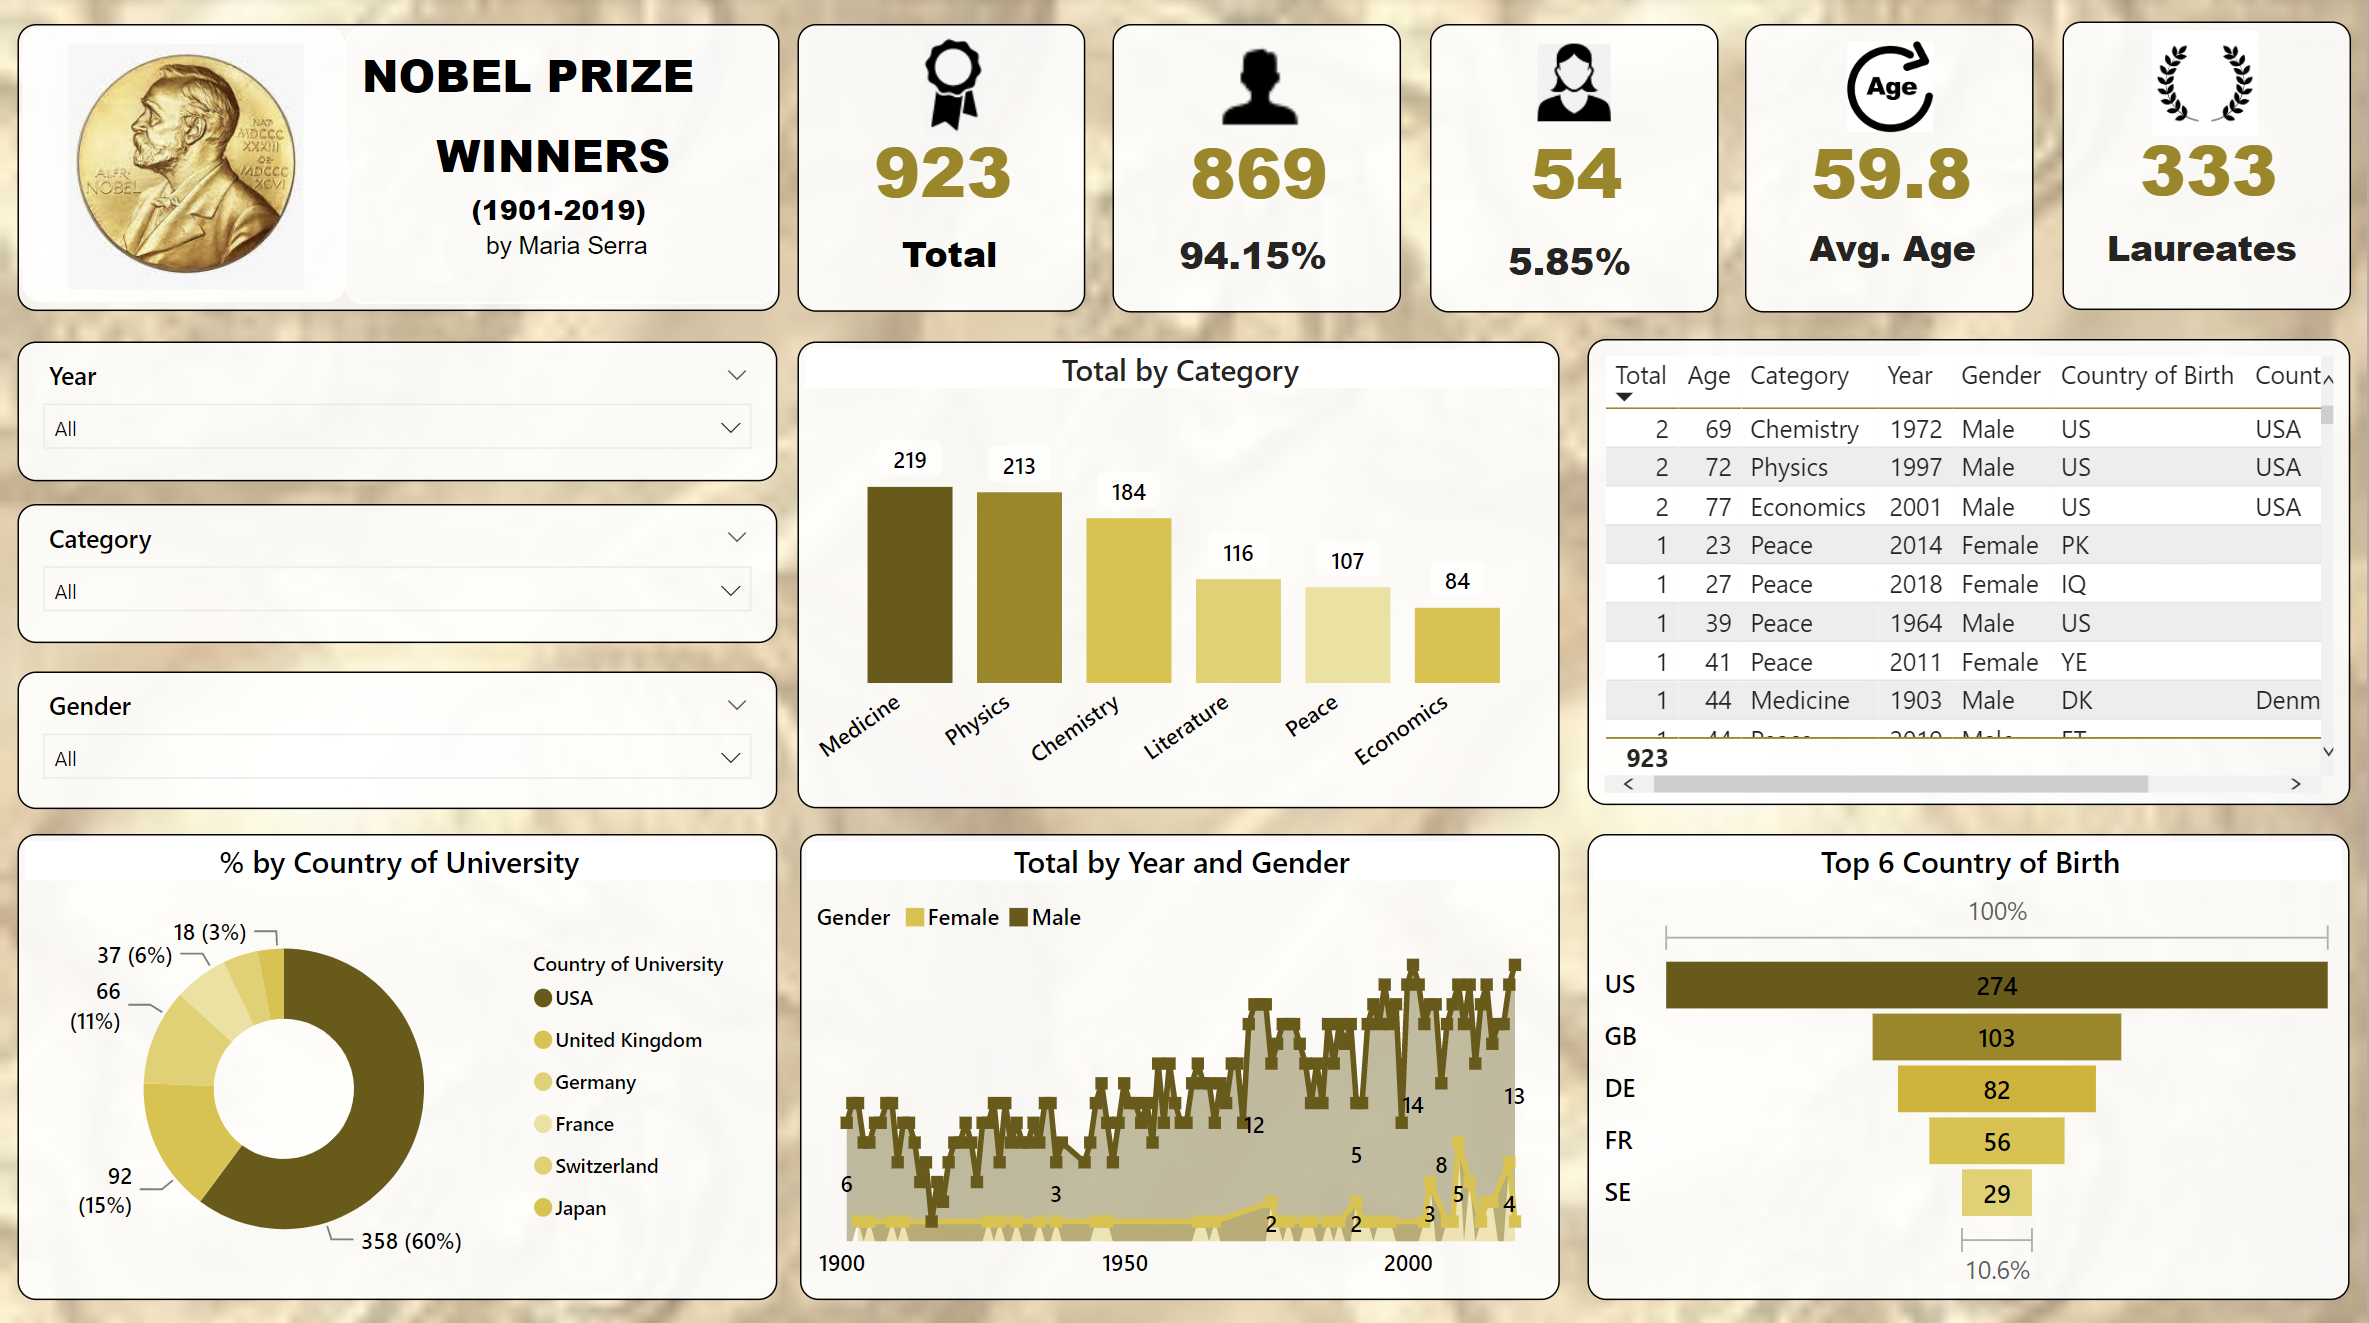 NOBEL PRIZE
WINNERS
(1901-2019)
by Maria Serra
ALFR·
NOBEL
NAT·
MDCCC
XXXIII
OB·
MDCCC
XCVI
923
Total
869
94.15%
54
5.85%
Age
59.8
Avg. Age
333
Laureates
Year
All
Category
All
Gender
All
Total by Category
219
213
184
116
107
84
Medicine
Physics
Chemistry
Literature
Peace
Economics
Total Age Category Year Gender Country of Birth Count
2 69 Chemistry 1972 Male US USA
2 72 Physics 1997 Male US USA
2 77 Economics 2001 Male US USA
1 23 Peace 2014 Female PK
1 27 Peace 2018 Female IQ
1 39 Peace 1964 Male US
1 41 Peace 2011 Female YE
1 44 Medicine 1903 Male DK Denm
1 44 Peace 2019 Male ET
923
% by Country of University
18 (3%)
37 (6%)
66
(11%)
92
(15%)
358 (60%)
Country of University
USA
United Kingdom
Germany
France
Switzerland
Japan
Total by Year and Gender
Gender Female Male
6
3
12
5
14
8
13
2
2
3
5
4
1900
1950
2000
Top 6 Country of Birth
100%
US 274
GB 103
DE 82
FR 56
SE 29
10.6%